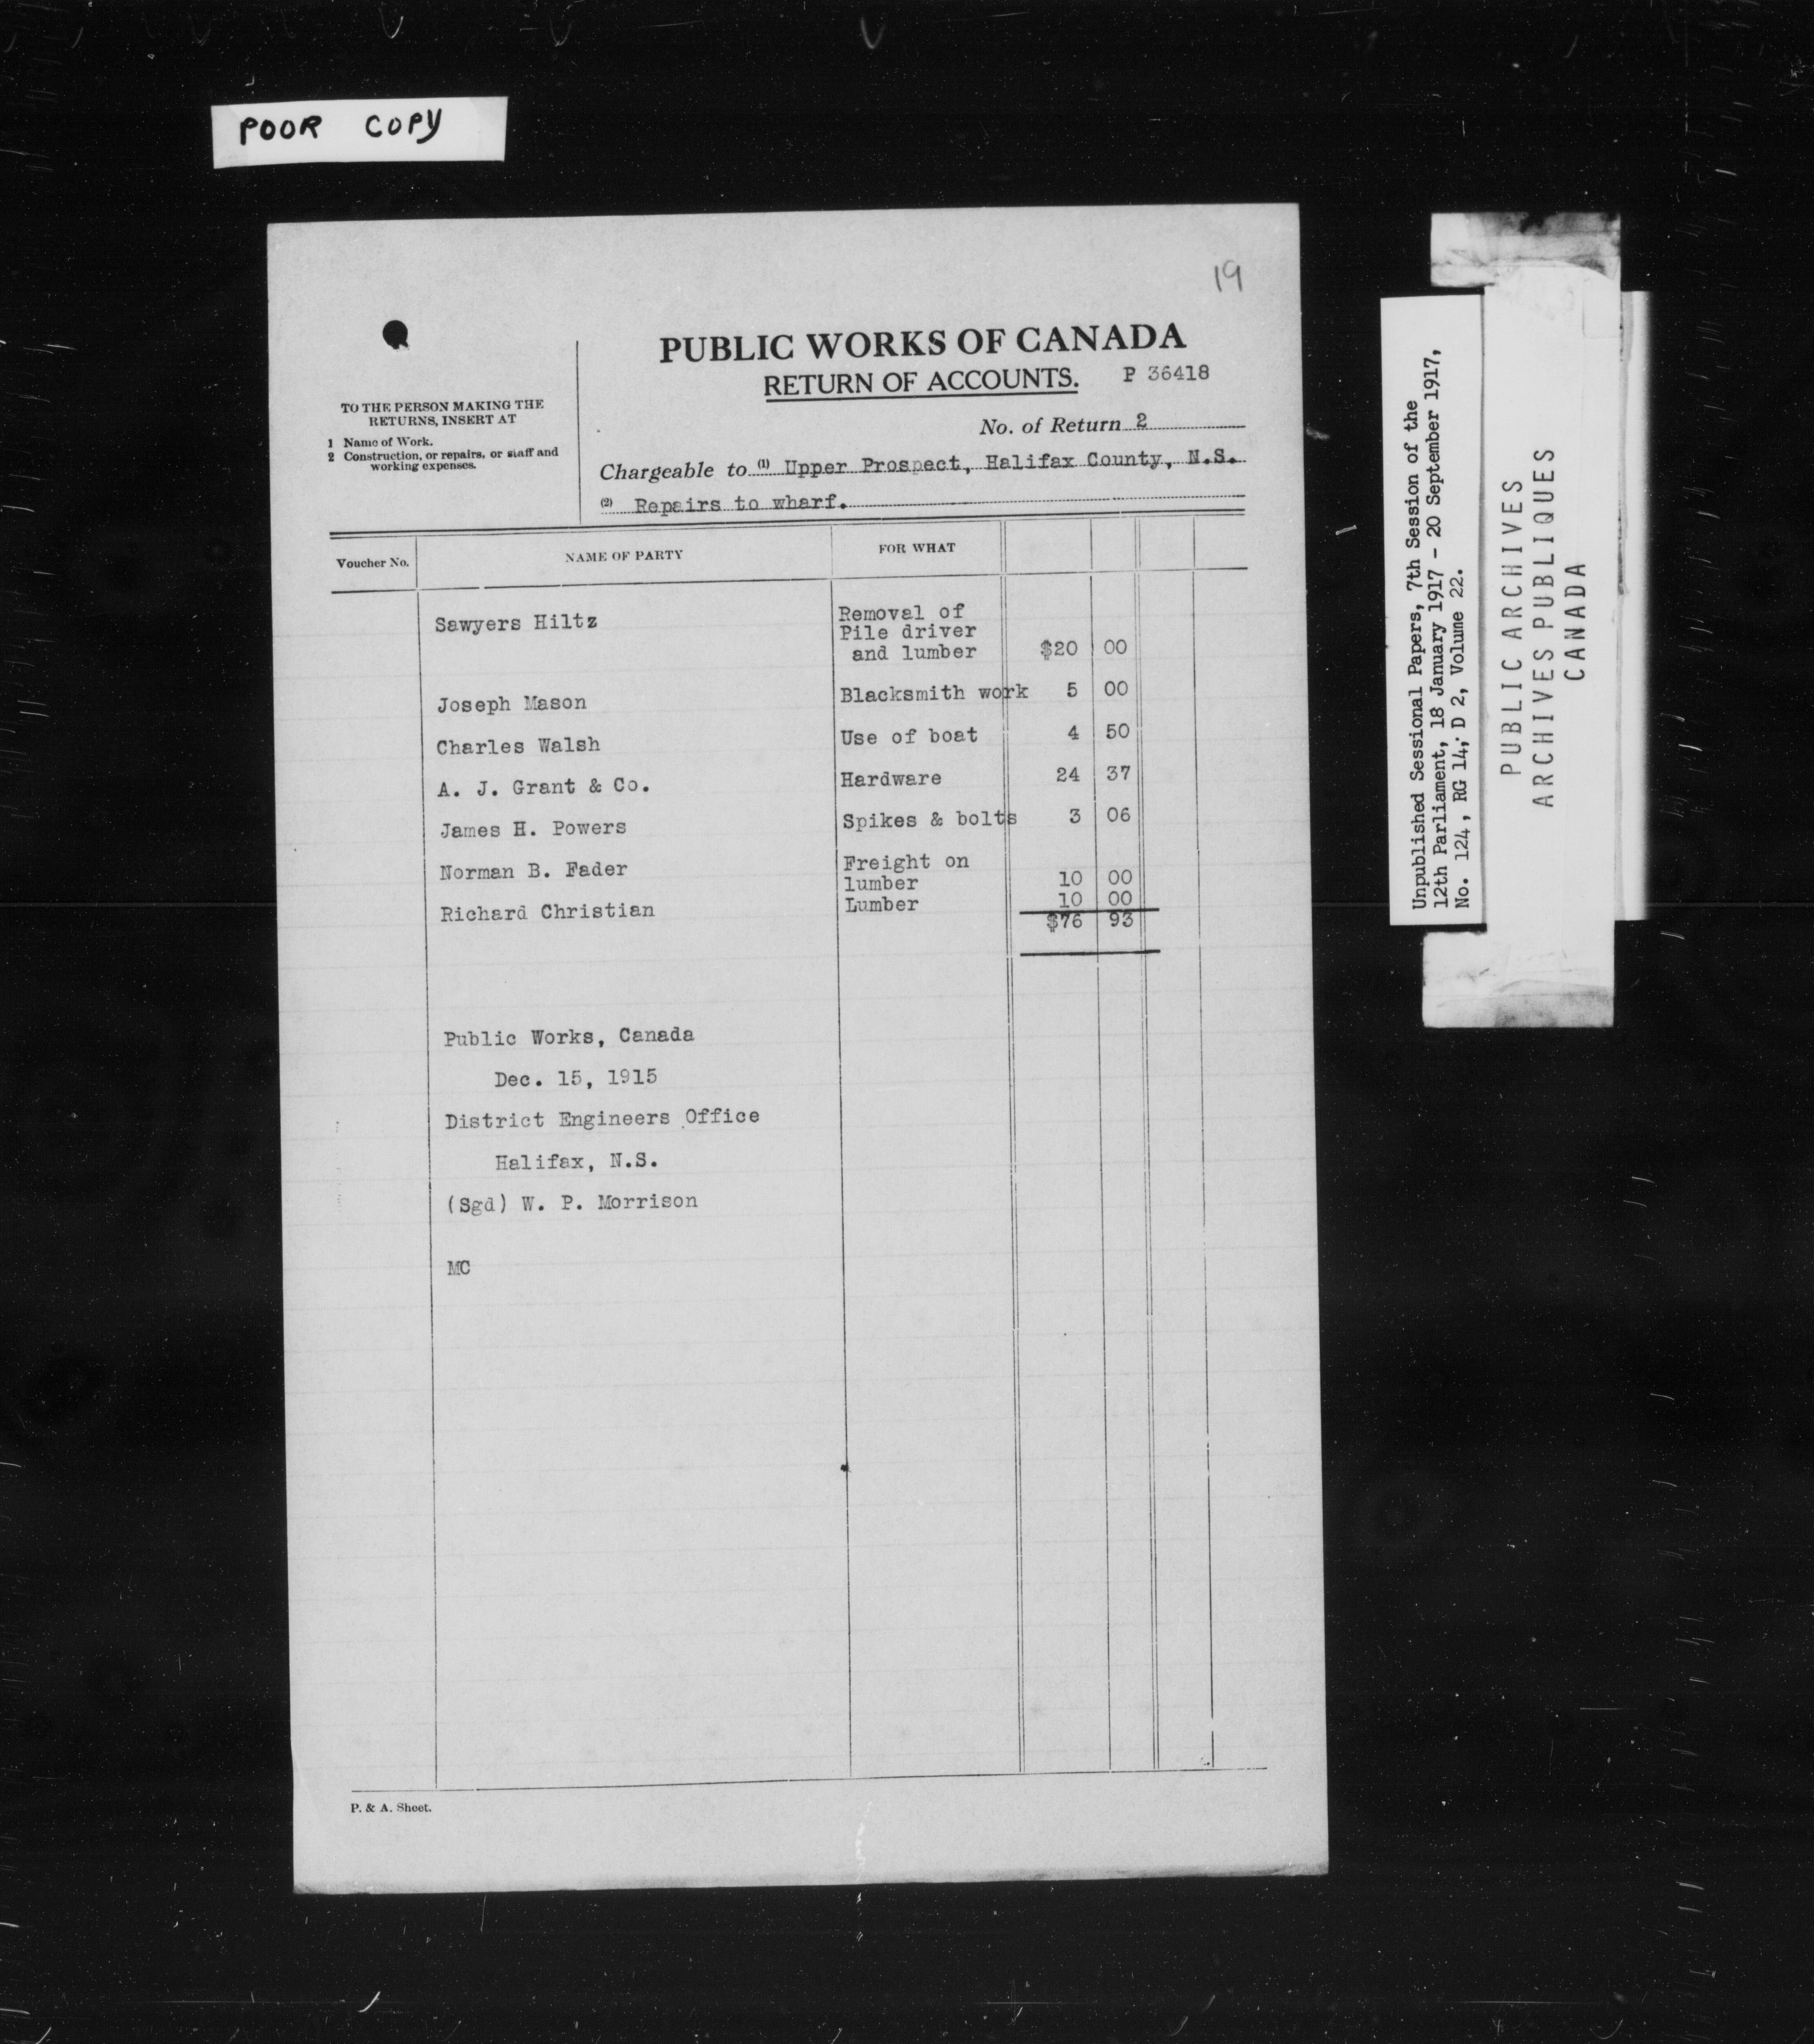 POOR COPY
19
PUBLIC WORKS OF CANADA
RETURN OF ACCOUNTS. P 36418
TO THE PERSON MAKING THE
RETURNS, INSERT AT
1 Name of Work.
2 Construction, or repairs, or staff and
working expenses.
No. of Return 2
Chargeable to (1) Upper Prospect, Halifax County, N.S.
(2) Repairs to wharf.
Voucher No. NAME OF PARTY FOR WHAT
Sawyers Hiltz Removal of
Pile driver
and lumber $20 00
Joseph Mason Blacksmith work 5 00
Charles Walsh Use of boat 4 50
A. J. Grant & Co. Hardware 24 37
James H. Powers Spikes & bolts 3 06
Norman B. Fader Freight on
lumber 10 00
Richard Christian Lumber 10 00
$76 93
Public Works, Canada
Dec. 15, 1915
District Engineers Office
Halifax, N.S.
(Sgd) W. P. Morrison
MC
P. & A. Sheet.
Unpublished Sessional Papers, 7th Session of the
12th Parliament, 18 January 1917 - 20 September 1917,
No. 124, RG 14, D 2, Volume 22.
PUBLIC ARCHIVES
ARCHIVES PUBLIQUES
CANADA